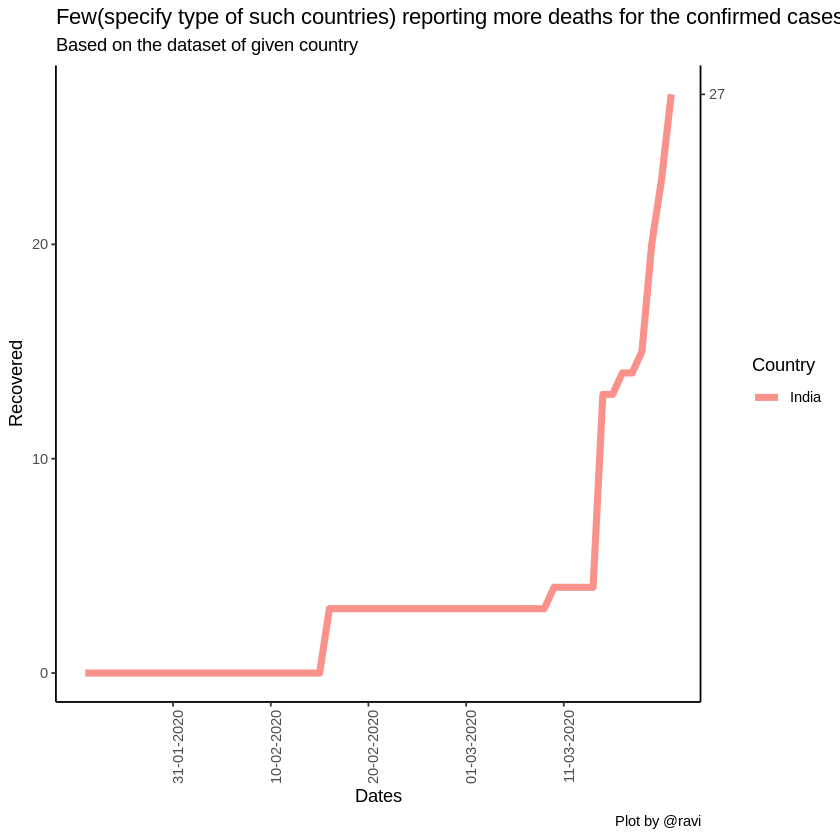 Few(specify type of such countries) reporting more deaths for the confirmed cases
Based on the dataset of given country
27
20
10
0
Recovered
Country
India
31-01-2020
10-02-2020
20-02-2020
01-03-2020
11-03-2020
Dates
Plot by @ravi